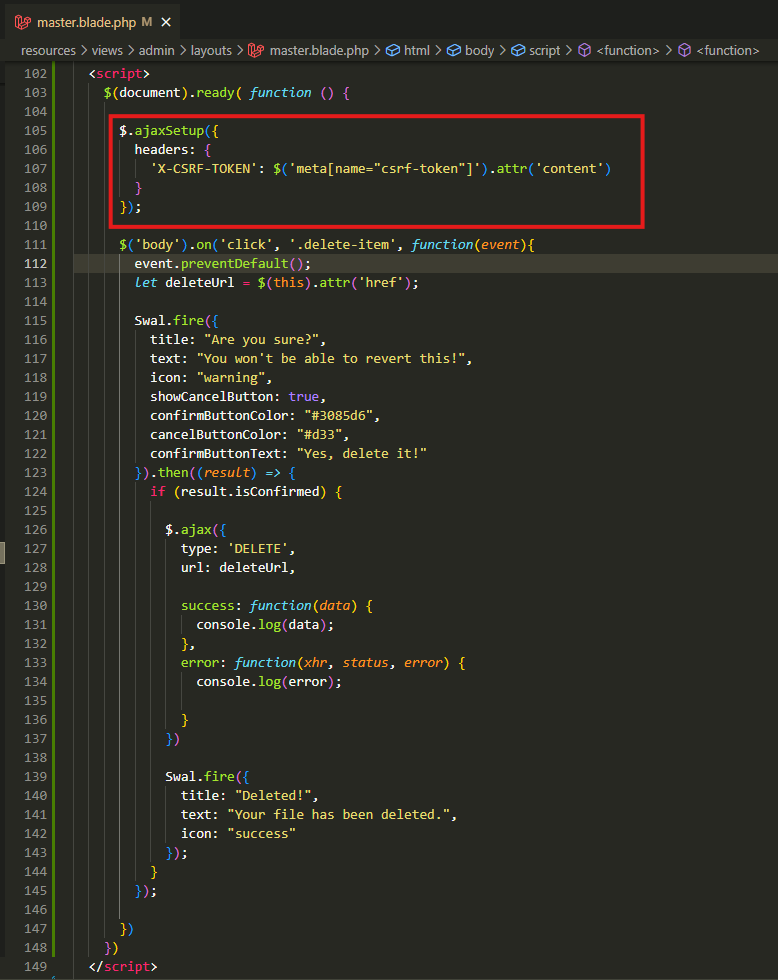 master.blade.php M ×
resources > views > admin > layouts > master.blade.php > html > body > script > <function> > <function>
102 <script>
103 $(document).ready( function () {
104
105 $.ajaxSetup({
106 headers: {
107 'X-CSRF-TOKEN': $('meta[name="csrf-token"]').attr('content')
108 }
109 });
110
111 $('body').on('click', '.delete-item', function(event){
112 event.preventDefault();
113 let deleteUrl = $(this).attr('href');
114
115 Swal.fire({
116 title: "Are you sure?",
117 text: "You won't be able to revert this!",
118 icon: "warning",
119 showCancelButton: true,
120 confirmButtonColor: "#3085d6",
121 cancelButtonColor: "#d33",
122 confirmButtonText: "Yes, delete it!"
123 }).then((result) => {
124 if (result.isConfirmed) {
125
126 $.ajax({
127 type: 'DELETE',
128 url: deleteUrl,
129
130 success: function(data) {
131 console.log(data);
132 },
133 error: function(xhr, status, error) {
134 console.log(error);
135
136 }
137 })
138
139 Swal.fire({
140 title: "Deleted!",
141 text: "Your file has been deleted.",
142 icon: "success"
143 });
144 }
145 });
146
147 })
148 })
149 </script>